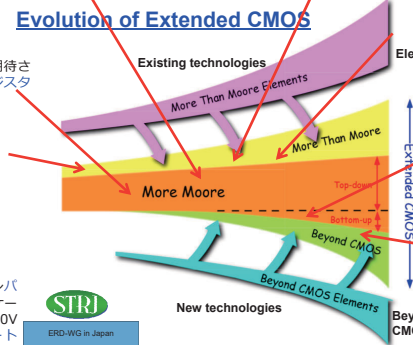 Evolution of Extended CMOS
期待さ
ジスタ
Existing technologies
Ele
More Than Moore Elements
More Than Moore
More Moore
Top-down
Bottom-up
Extended CMOS
Beyond CMOS
Beyond CMOS Elements
New technologies
パ
ー
0V
ート
STRJ
ERD-WG in Japan
Bey
CMO